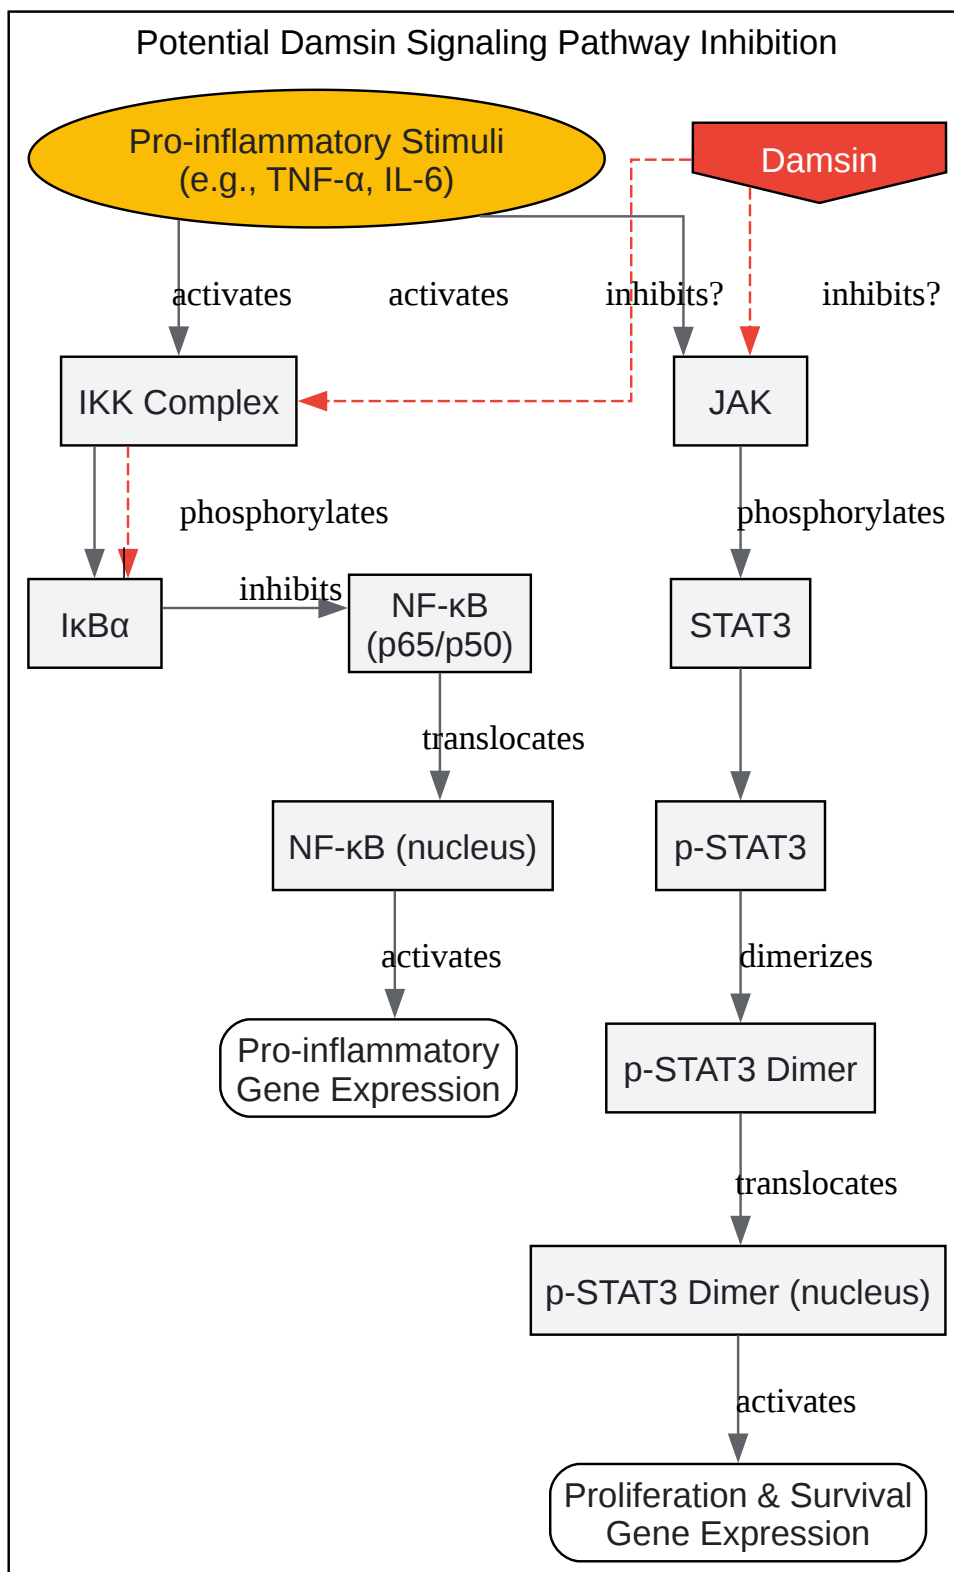 Potential Damsin Signaling Pathway Inhibition
Pro-inflammatory Stimuli
(e.g., TNF-α, IL-6)
Damsin
activates
activates
inhibits?
inhibits?
IKK Complex
JAK
phosphorylates
phosphorylates
IκBα
inhibits
NF-κB
(p65/p50)
STAT3
translocates
NF-κB (nucleus)
p-STAT3
activates
dimerizes
Pro-inflammatory
Gene Expression
p-STAT3 Dimer
translocates
p-STAT3 Dimer (nucleus)
activates
Proliferation & Survival
Gene Expression